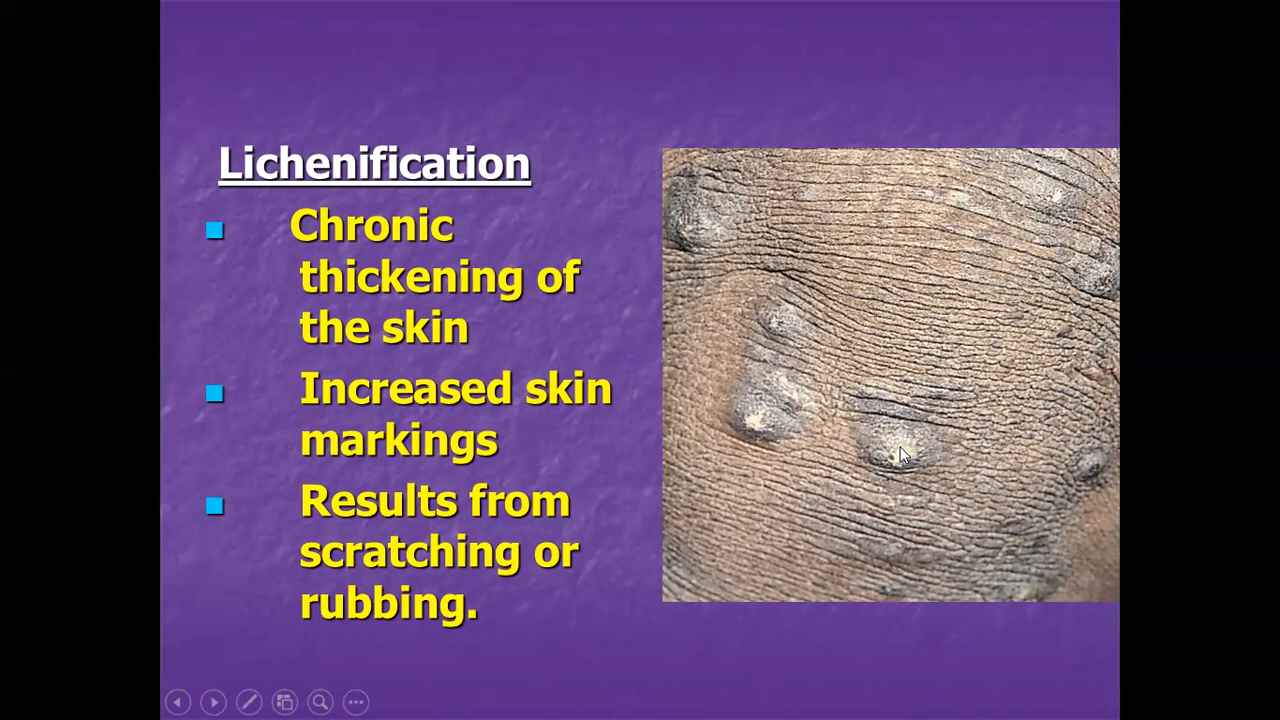 Lichenification
Chronic
thickening of
the skin
Increased skin
markings
Results from
scratching or
rubbing.